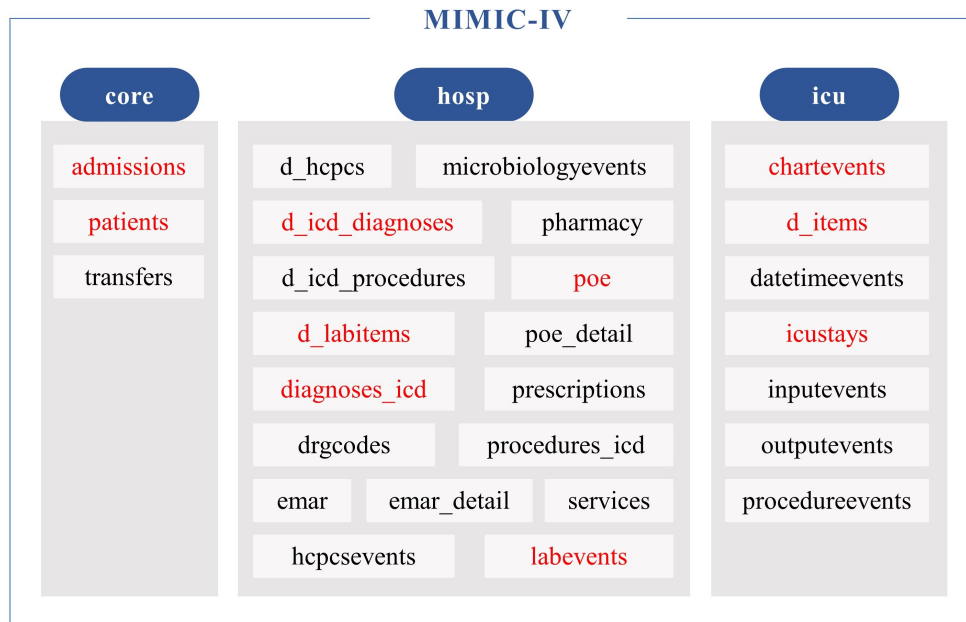 MIMIC-IV
core
admissions
patients
transfers
hosp
d_hcpcs microbiologyevents
d_icd_diagnoses pharmacy
d_icd_procedures poe
d_labitems poe_detail
diagnoses_icd prescriptions
drgcodes procedures_icd
emar emar_detail services
hcpcsevents labevents
icu
chartevents
d_items
datetimeevents
icustays
inputevents
outputevents
procedureevents